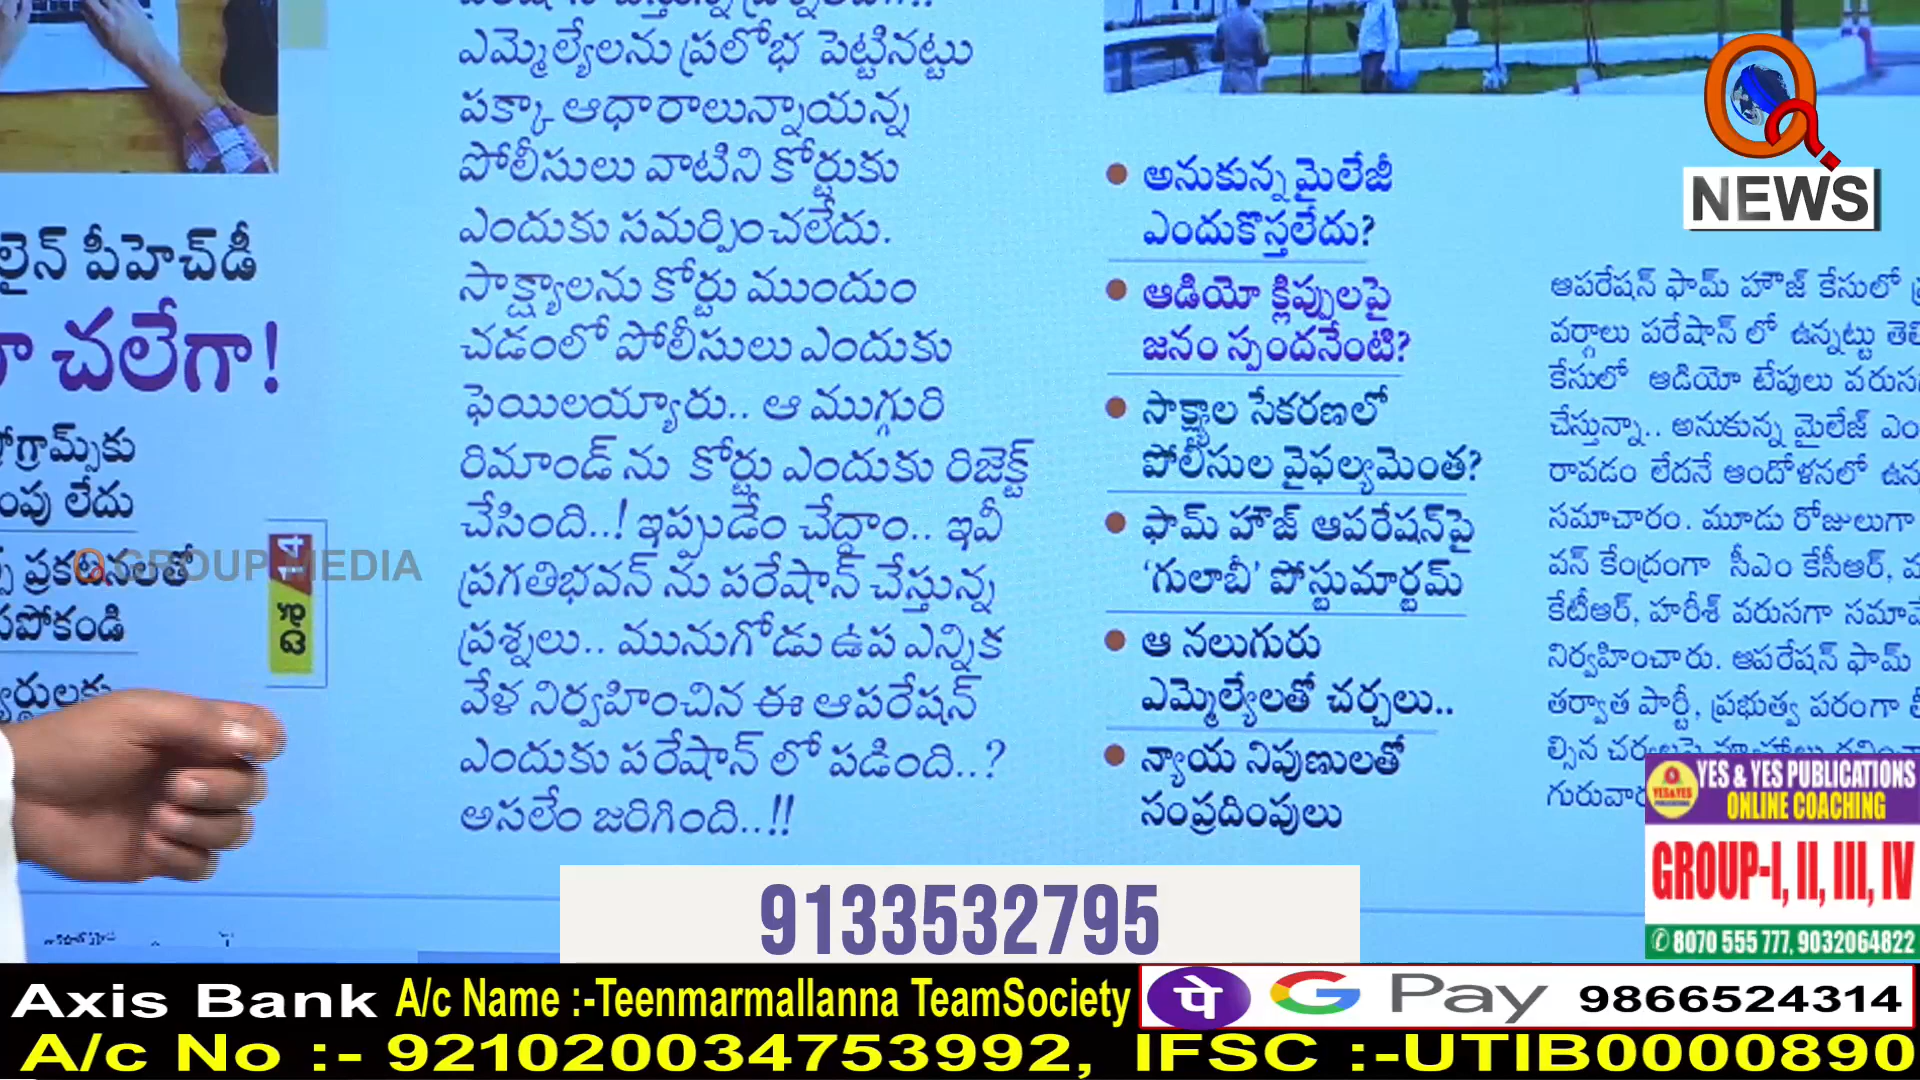 ఎమ్మెల్యేలను ప్రలోభ పెట్టినట్టు
పక్కా ఆధారాలున్నాయన్న
పోలీసులు వాటిని కోర్టుకు
ఎందుకు సమర్పించలేదు.
సాక్ష్యాలను కోర్టు ముందుం
చడంలో పోలీసులు ఎందుకు
ఫెయిలయ్యారు.. ఆ ముగ్గురి
రిమాండ్ ను కోర్టు ఎందుకు రిజెక్ట్
చేసింది..! ఇప్పుడేం చేద్దాం.. ఇవీ
ప్రగతిభవన్ ను పరేషాన్ చేస్తున్న
ప్రశ్నలు.. మునుగోడు ఉప ఎన్నిక
వేళ నిర్వహించిన ఈ ఆపరేషన్
ఎందుకు పరేషాన్ లో పడింది..?
అసలేం జరిగింది..!!
లైన్ పీహెచ్‌డీ
చలేగా!
లేదు
ప్రకటనలతో
14
పేజీ
Q GROUP MEDIA
• అనుకున్న మైలేజీ
ఎందుకొస్తలేదు?
• ఆడియో క్లిప్పులపై
జనం స్పందనేంటి?
• సాక్ష్యాల సేకరణలో
పోలీసుల వైఫల్యమెంత?
• ఫామ్ హౌజ్ ఆపరేషన్‌పై
‘గులాబీ’ పోస్టుమార్టమ్
• ఆ నలుగురు
ఎమ్మెల్యేలతో చర్చలు..
• న్యాయ నిపుణులతో
సంప్రదింపులు
ఆపరేషన్ ఫామ్ హౌజ్ కేసులో
వర్గాలు పరేషాన్ లో ఉన్నట్టు
కేసులో ఆడియో టేపులు
చేస్తున్నా.. అనుకున్న మైలేజ్
రావడం లేదనే ఆందోళనలో
సమాచారం. మూడు రోజులుగా
వన్ కేంద్రంగా సీఎం కేసీఆర్,
కేటీఆర్, హరీశ్ వరుసగా
నిర్వహించారు. ఆపరేషన్ ఫామ్
తర్వాత పార్టీ, ప్రభుత్వ పరంగా
Q
NEWS
YES & YES PUBLICATIONS
ONLINE COACHING
GROUP-I, II, III, IV
8070 555 777, 9032064822
9133532795
Axis Bank A/c Name :-Teenmarmallanna TeamSociety
पे G Pay 9866524314
A/c No :- 921020034753992, IFSC :-UTIB0000890